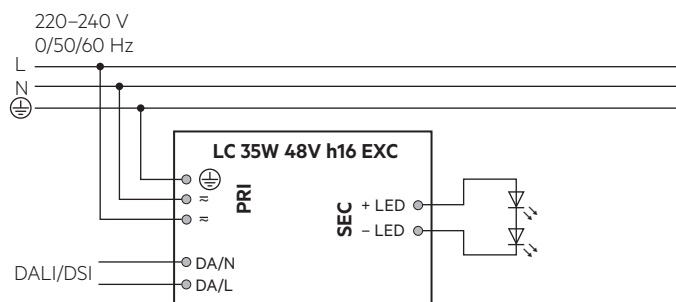 220–240 V
0/50/60 Hz
L
N
LC 35W 48V h16 EXC
PRI
≂
≂
SEC
+ LED
– LED
DALI/DSI
DA/N
DA/L